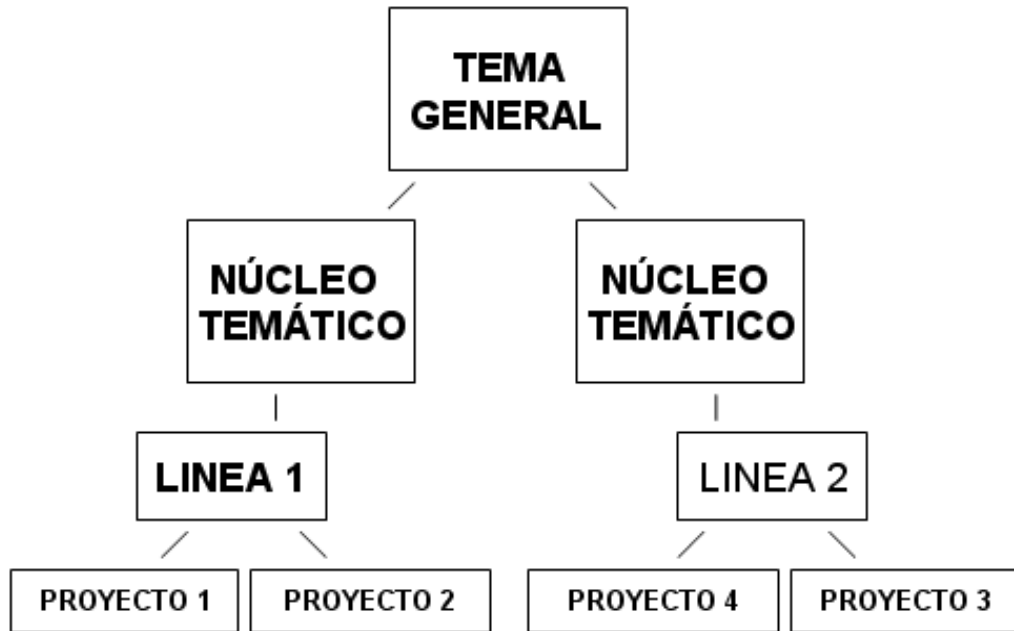 TEMA
GENERAL
NÚCLEO
TEMÁTICO
NÚCLEO
TEMÁTICO
LINEA 1
LINEA 2
PROYECTO 1
PROYECTO 2
PROYECTO 4
PROYECTO 3